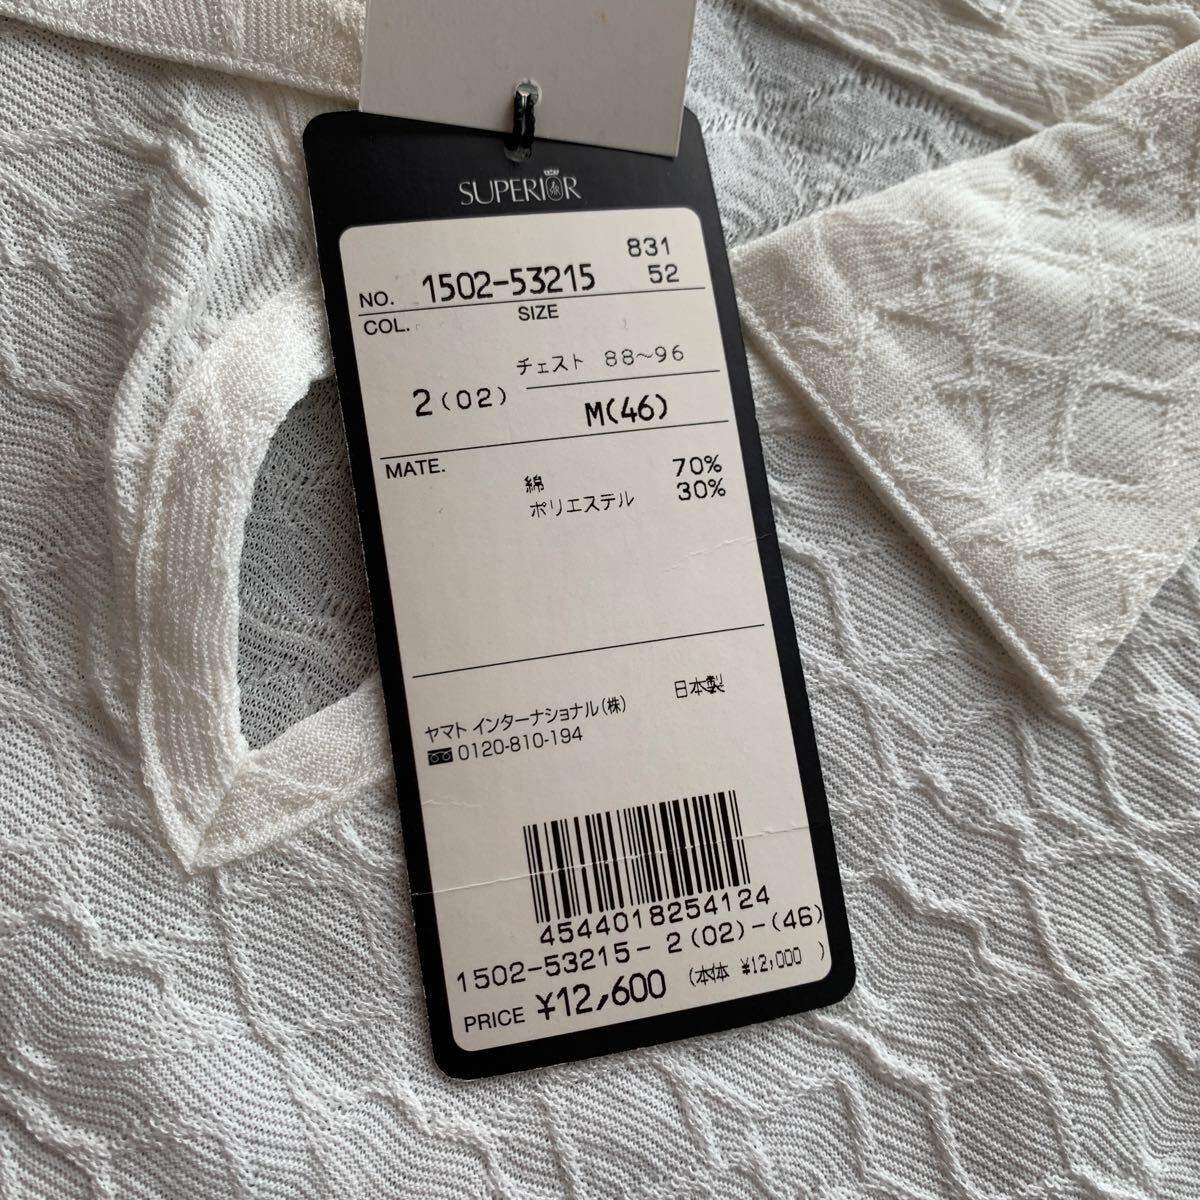 SUPERIOR
831
NO. 1502-53215 52
COL. SIZE
チェスト 88〜96
2(02)
M(46)
MATE.
綿 70%
ポリエステル 30%
ヤマト インターナショナル(株) 日本製
0120-810-194
4544018254124
1502-53215- 2(02)-(46)
PRICE ¥12,600 (本体 ¥12,000 )